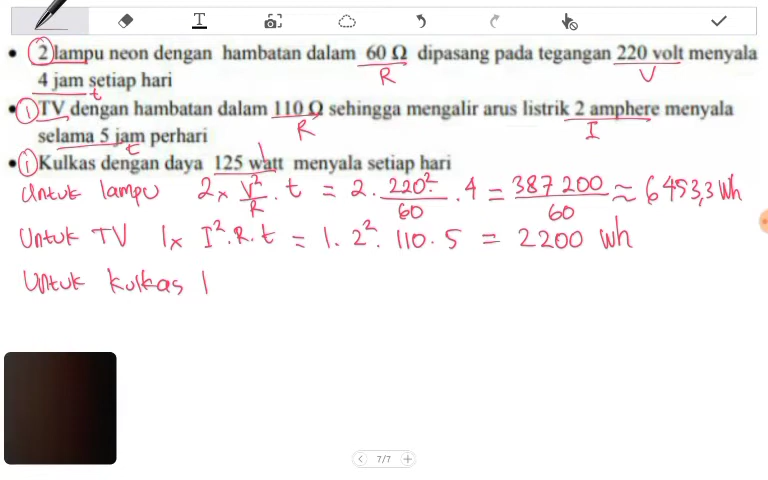 • 2 lampu neon dengan hambatan dalam 60 Ω dipasang pada tegangan 220 volt menyala
R V
4 jam setiap hari
t
• 1 TV dengan hambatan dalam 110 Ω sehingga mengalir arus listrik 2 amphere menyala
R I
selama 5 jam perhari
t
• 1 Kulkas dengan daya 125 watt menyala setiap hari
Untuk lampu 2 × V²/R . t = 2 . 220²/60 . 4 = 387 200/60 ≈ 6453,3 Wh
Untuk TV 1 × I² . R . t = 1 . 2² . 110 . 5 = 2200 Wh
Untuk kulkas 1
7/7